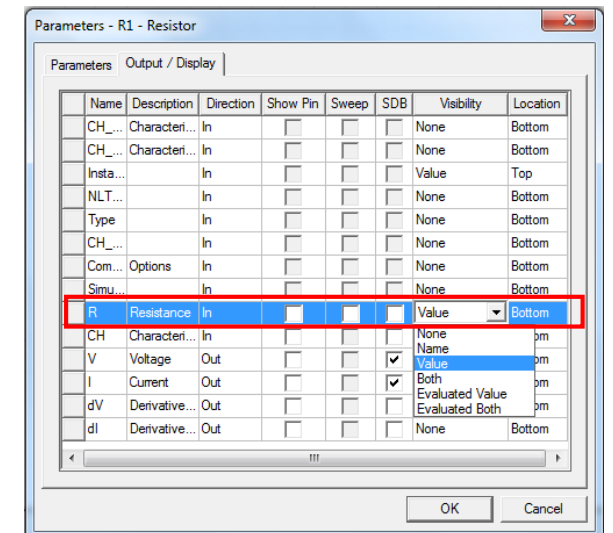 Parameters - R1 - Resistor
Parameters Output / Display
Name Description Direction Show Pin Sweep SDB Visibility Location
CH_... Characteri... In None Bottom
CH_... Characteri... In None Bottom
Insta... In Value Top
NLT... In None Bottom
Type In None Bottom
CH_... In None Bottom
Com... Options In None Bottom
Simu... In None Bottom
R Resistance In Value Bottom
CH Characteri... In None om
V Voltage Out Name Value om
I Current Out Both om
dV Derivative... Out Evaluated Value Evaluated Both om
dI Derivative... Out None Bottom
OK Cancel